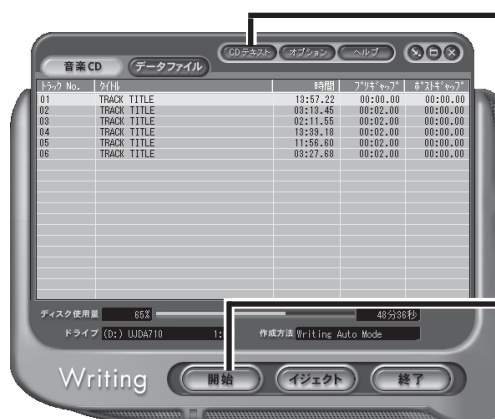 CDテキスト オプション ヘルプ
音楽CD データファイル
トラック No. タイトル 時間 プリギャップ ポストギャップ
01 TRACK TITLE 13:57.22 00:00.00 00:00.00
02 TRACK TITLE 03:13.45 00:02.00 00:00.00
03 TRACK TITLE 02:11.55 00:02.00 00:00.00
04 TRACK TITLE 13:39.18 00:02.00 00:00.00
05 TRACK TITLE 11:56.60 00:02.00 00:00.00
06 TRACK TITLE 03:27.68 00:02.00 00:00.00
ディスク使用量 65% 48分36秒
ドライブ (D:) UJDA710 1: 作成方法 Writing Auto Mode
Writing 開始 イジェクト 終了